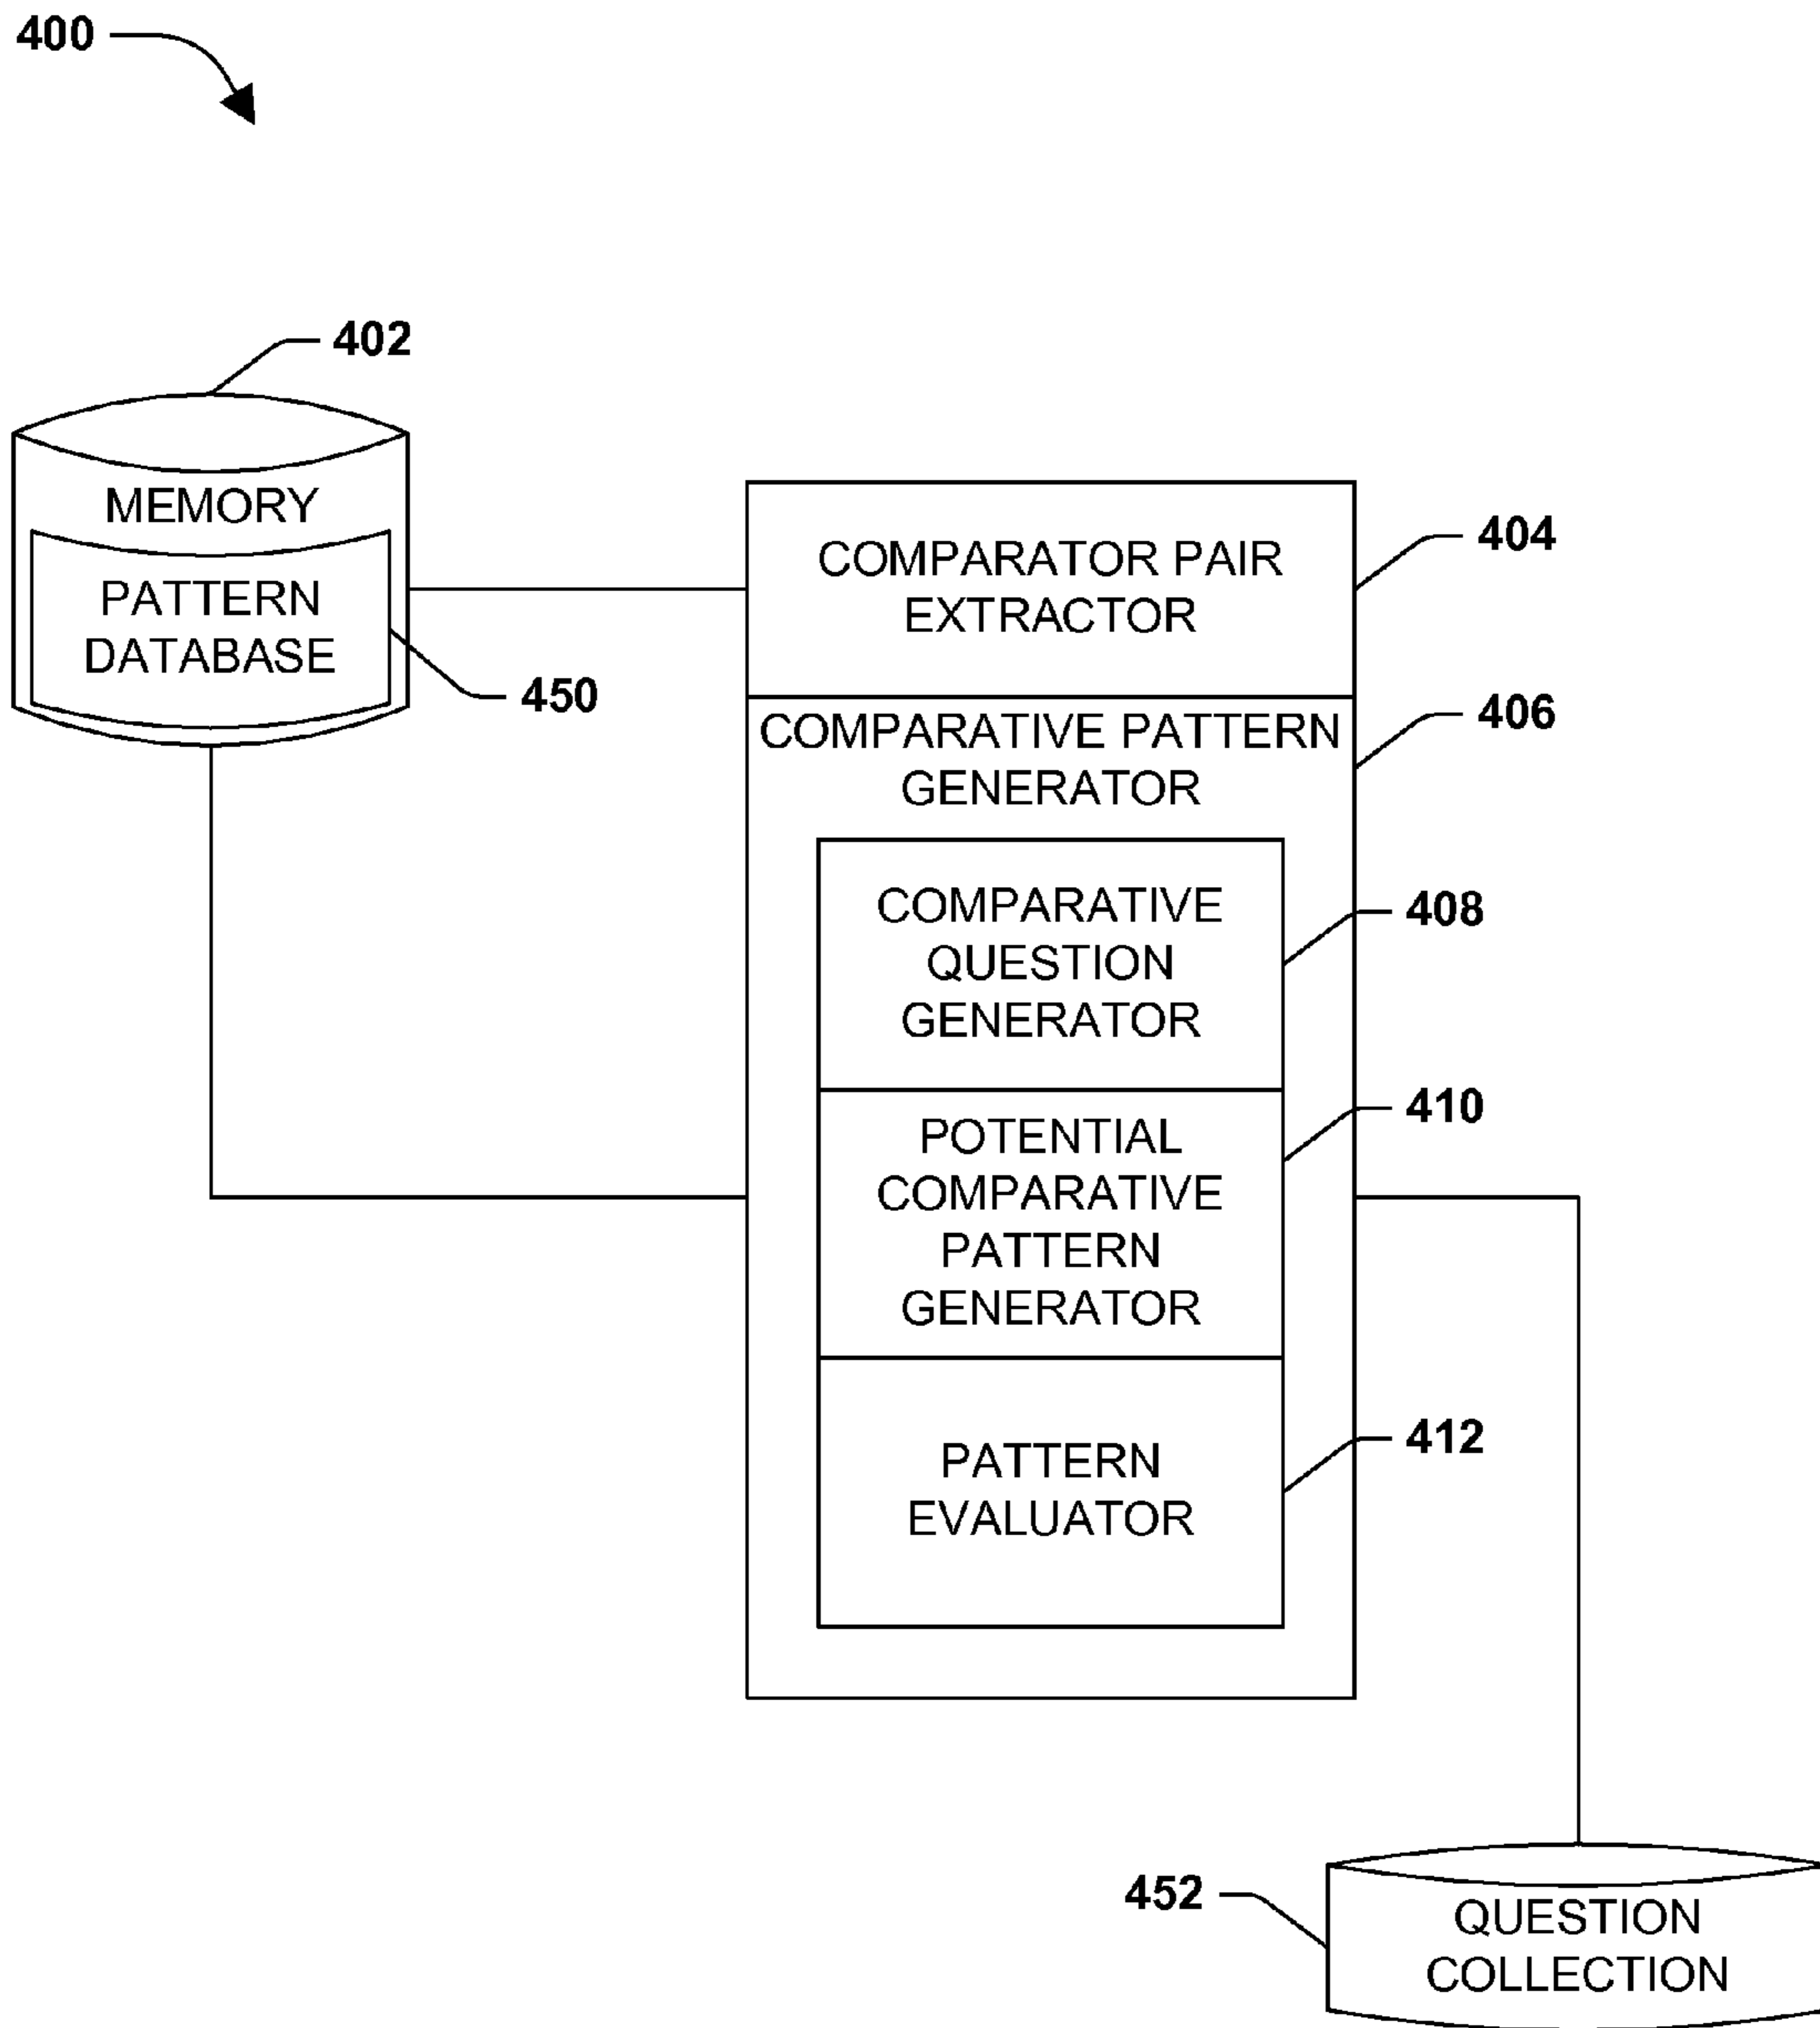 400
402
MEMORY
PATTERN
DATABASE
450
COMPARATOR PAIR
EXTRACTOR
404
COMPARATIVE PATTERN
GENERATOR
406
COMPARATIVE
QUESTION
GENERATOR
408
POTENTIAL
COMPARATIVE
PATTERN
GENERATOR
410
PATTERN
EVALUATOR
412
452
QUESTION
COLLECTION